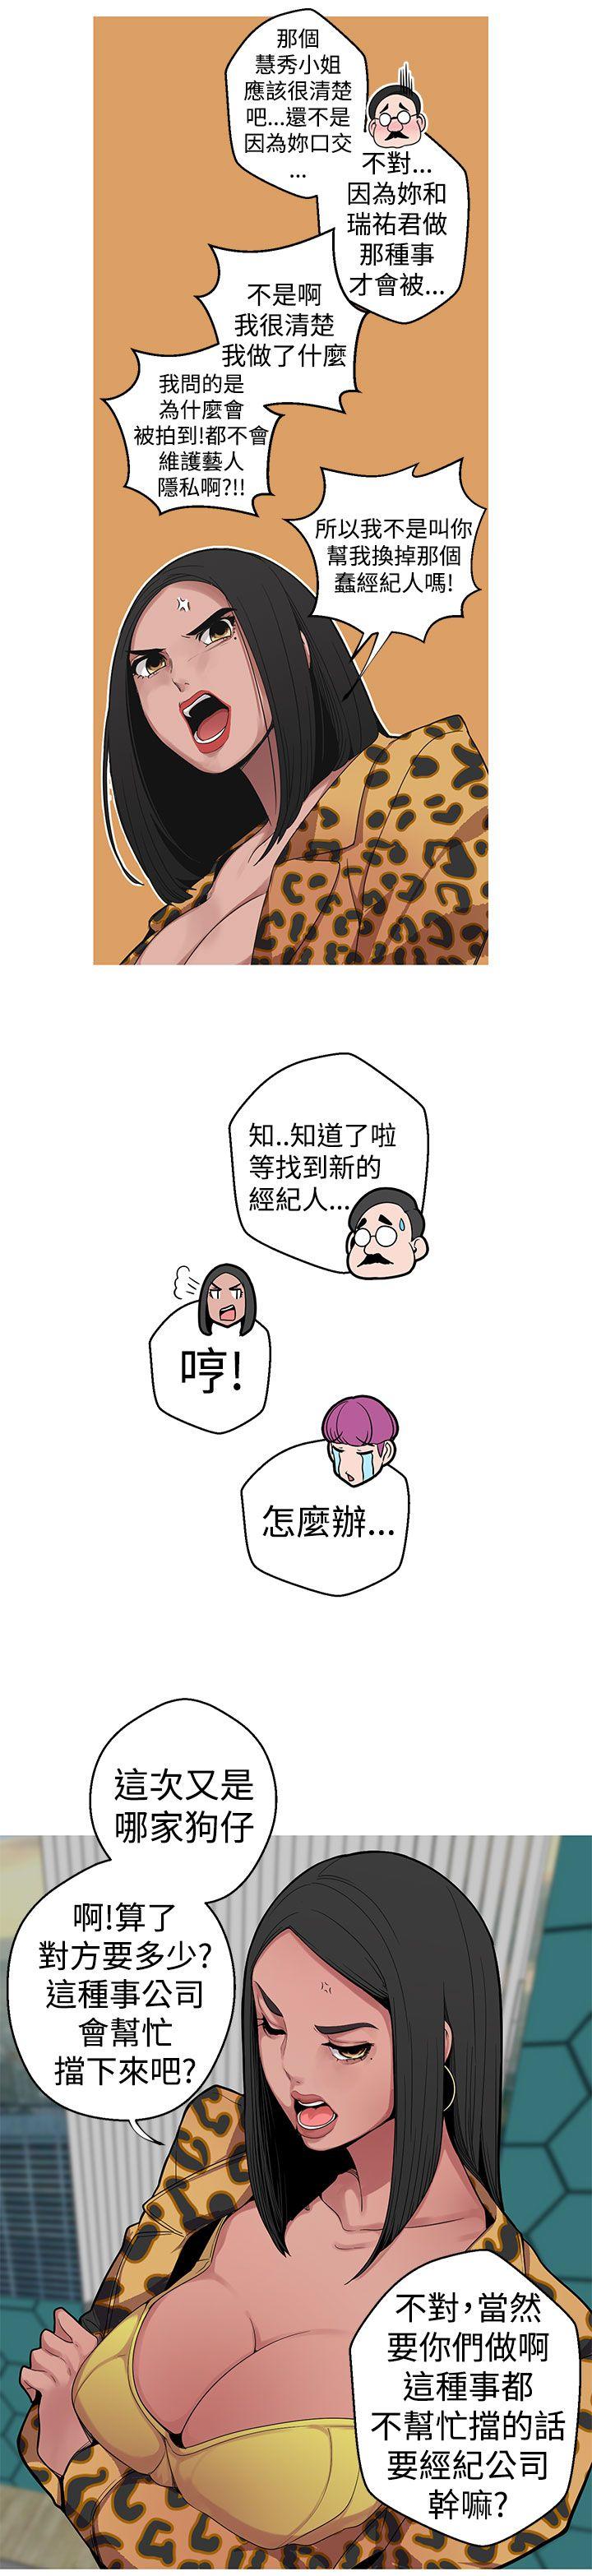 那個
慧秀小姐
應該很清楚
吧...還不是
因為妳口交
...
不對...
因為妳和
瑞祐君做
那種事
才會被...
不是啊
我很清楚
我做了什麼
我問的是
為什麼會
被拍到!都不會
維護藝人
隱私啊?!!
所以我不是叫你
幫我換掉那個
蠢經紀人嗎!
知..知道了啦
等找到新的
經紀人...
哼!
怎麼辦...
這次又是
哪家狗仔
啊!算了
對方要多少?
這種事公司
會幫忙
擋下來吧?
不對,當然
要你們做啊
這種事都
不幫忙擋的話
要經紀公司
幹嘛?